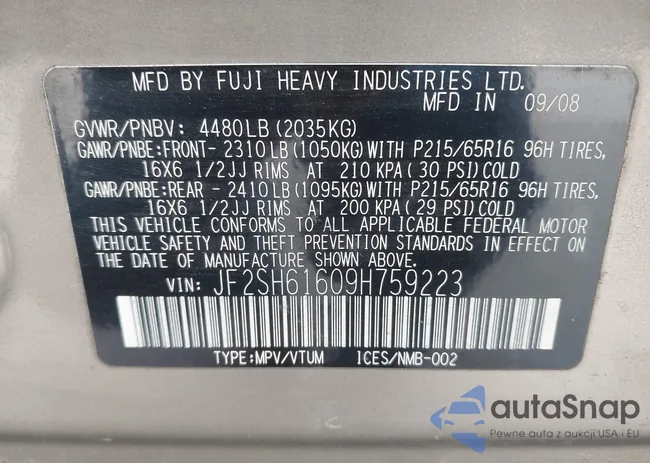 MFD BY FUJI HEAVY INDUSTRIES LTD.
MFD IN 09/08
GVWR/PNBV: 4480LB(2035KG)
GAWR/PNBE:FRONT- 2310LB(1050KG)WITH P215/65R16 96H TIRES,
16X6 1/2JJ RIMS AT 210 KPA( 30 PSI)COLD
GAWR/PNBE:REAR - 2410LB(1095KG)WITH P215/65R16 96H TIRES,
16X6 1/2JJ RIMS AT 200 KPA(29 PSI)COLD
THIS VEHICLE CONFORMS TO ALL APPLICABLE FEDERAL MOTOR
VEHICLE SAFETY AND THEFT PREVENTION STANDARDS IN EFFECT ON
THE DATE OF MANUFACTURE SHOWN ABOVE.
VIN: JF2SH61609H759223
TYPE:MPV/VTUM ICES/NMB-002
autaSnap
Pewne auta z aukcji USA i EU